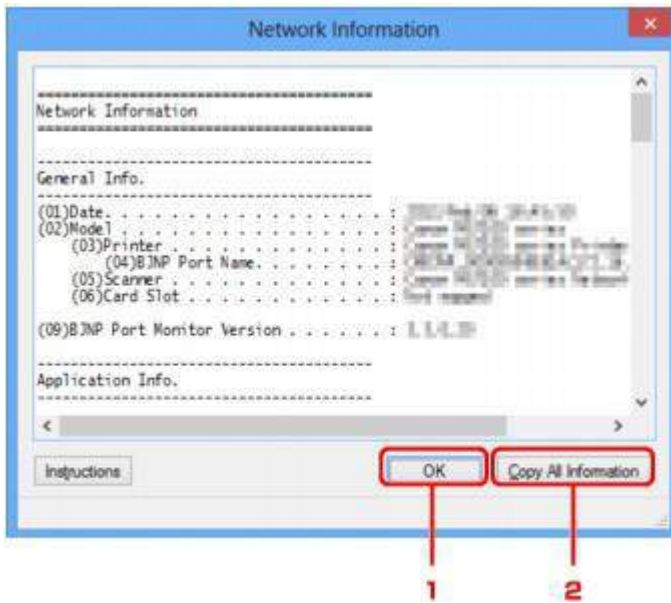 Network Information
==========================================
Network Information
==========================================
------------------------------------------
General Info.
------------------------------------------
(01)Date. . . . . . . . . . . . . . . . . . . . . :
(02)Model . . . . . . . . . . . . . . . . . . . . :
(03)Printer . . . . . . . . . . . . . . . . . :
(04)BJNP Port Name. . . . . . . . . . :
(05)Scanner . . . . . . . . . . . . . . . . . :
(06)Card Slot . . . . . . . . . . . . . . . . :
(09)BJNP Port Monitor Version . . . . . . :
------------------------------------------
Application Info.
------------------------------------------
Instructions OK Copy All Information
1 2